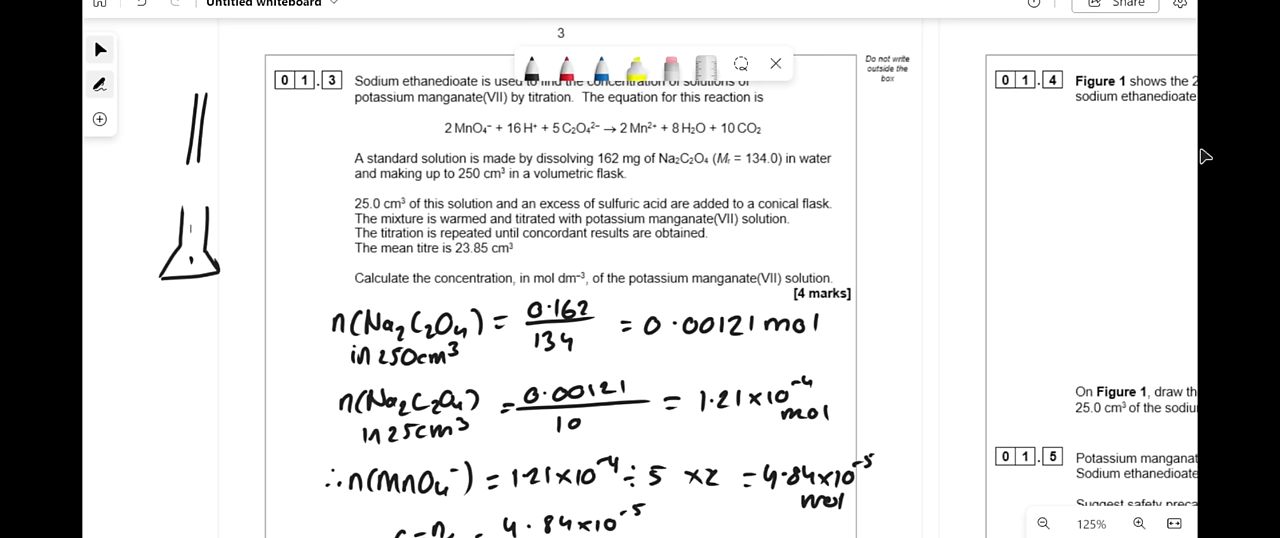 Untitled whiteboard
Share
3
Do not write
outside the
box
01.3 Sodium ethanedicate is used to find the concentration of solutions of
potassium manganate(VII) by titration. The equation for this reaction is
2 MnO₄⁻ + 16 H⁺ + 5 C₂O₄²⁻ → 2 Mn²⁺ + 8 H₂O + 10 CO₂
A standard solution is made by dissolving 162 mg of Na₂C₂O₄ (Mᵣ = 134.0) in water
and making up to 250 cm³ in a volumetric flask.
25.0 cm³ of this solution and an excess of sulfuric acid are added to a conical flask.
The mixture is warmed and titrated with potassium manganate(VII) solution.
The titration is repeated until concordant results are obtained.
The mean titre is 23.85 cm³
Calculate the concentration, in mol dm⁻³, of the potassium manganate(VII) solution.
[4 marks]
n(Na₂C₂O₄) = 0.162 / 134 = 0.00121 mol
in 250cm³
n(Na₂C₂O₄) = 0.00121 / 10 = 1.21×10⁻⁴ mol
in 25cm³
∴ n(MnO₄⁻) = 1.21×10⁻⁴ ÷ 5 ×2 = 4.84×10⁻⁵ mol
4.84×10⁻⁵
01.4 Figure 1 shows the 2
sodium ethanedioate
On Figure 1, draw th
25.0 cm³ of the sodiu
01.5 Potassium manganat
Sodium ethanedioate
Suggest safety preca
125%